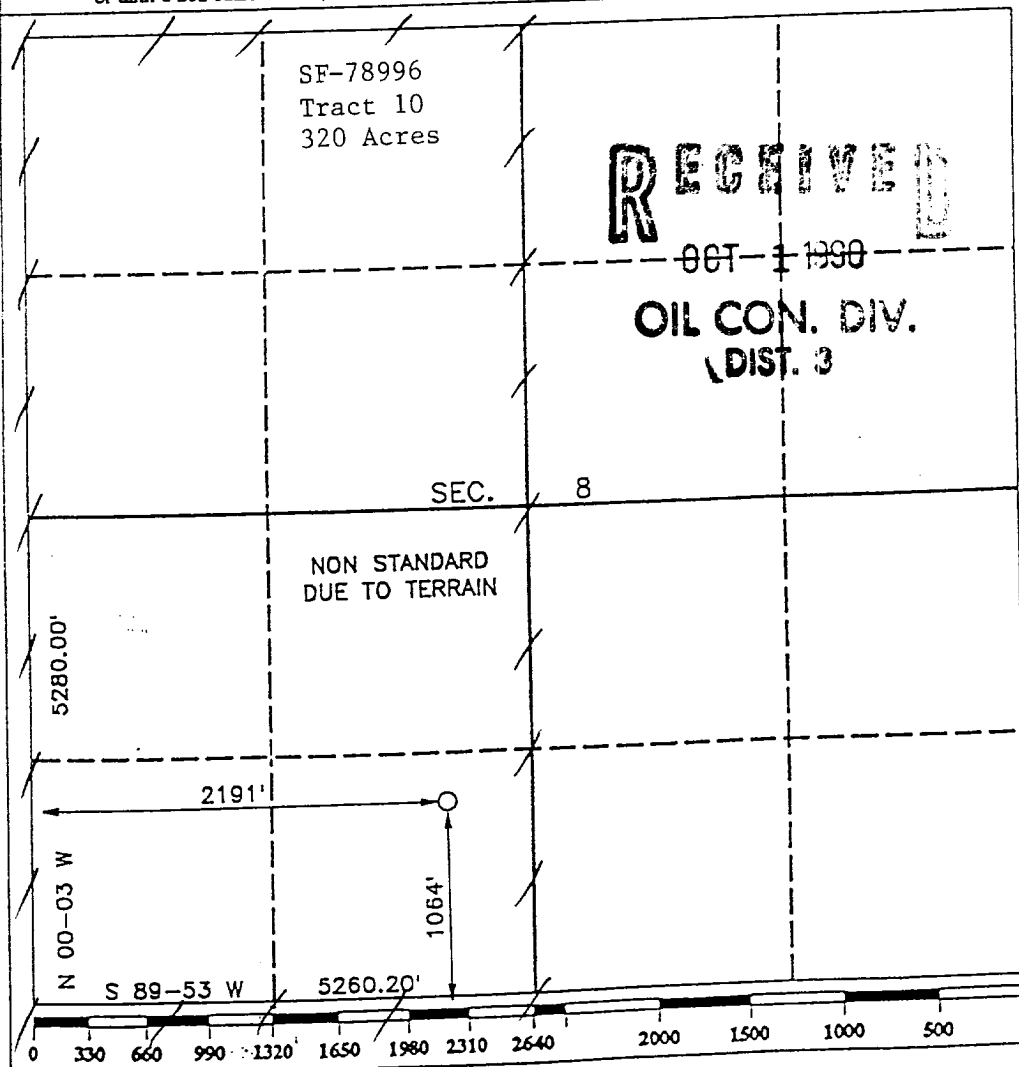 SF-78996
Tract 10
320 Acres
RECEIVED
OCT - 1 1990
OIL CON. DIV.
DIST. 3
SEC. 8
NON STANDARD
DUE TO TERRAIN
5280.00'
2191'
1064'
N 00-03 W
S 89-53 W 5260.20'
0 330 660 990 1320 1650 1980 2310 2640 2000 1500 1000 500